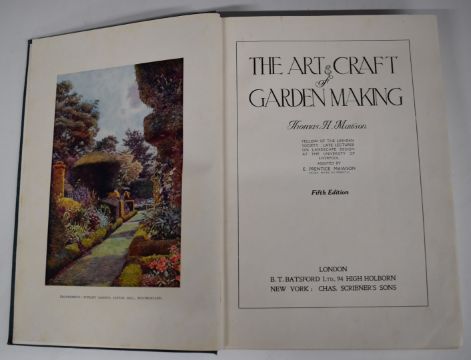 THE ART & CRAFT
of
GARDEN MAKING
Thomas H. Mawson
FELLOW OF THE LINNEAN
SOCIETY LATE LECTURER
ON LANDSCAPE DESIGN
AT THE UNIVERSITY OF
LIVERPOOL
ASSISTED BY
E. PRENTICE MAWSON
Fifth Edition
LONDON
B. T. BATSFORD LTD., 94 HIGH HOLBORN
NEW YORK: CHAS. SCRIBNER'S SONS